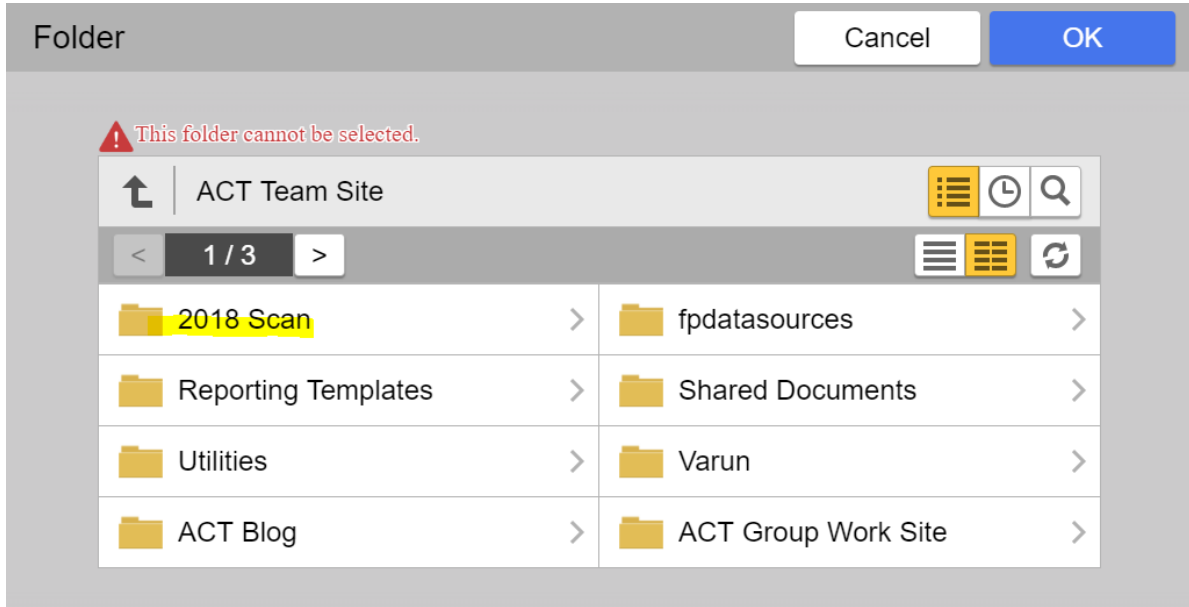 Folder
Cancel
OK
This folder cannot be selected.
ACT Team Site
< 1 / 3 >
2018 Scan
fpdatasources
Reporting Templates
Shared Documents
Utilities
Varun
ACT Blog
ACT Group Work Site